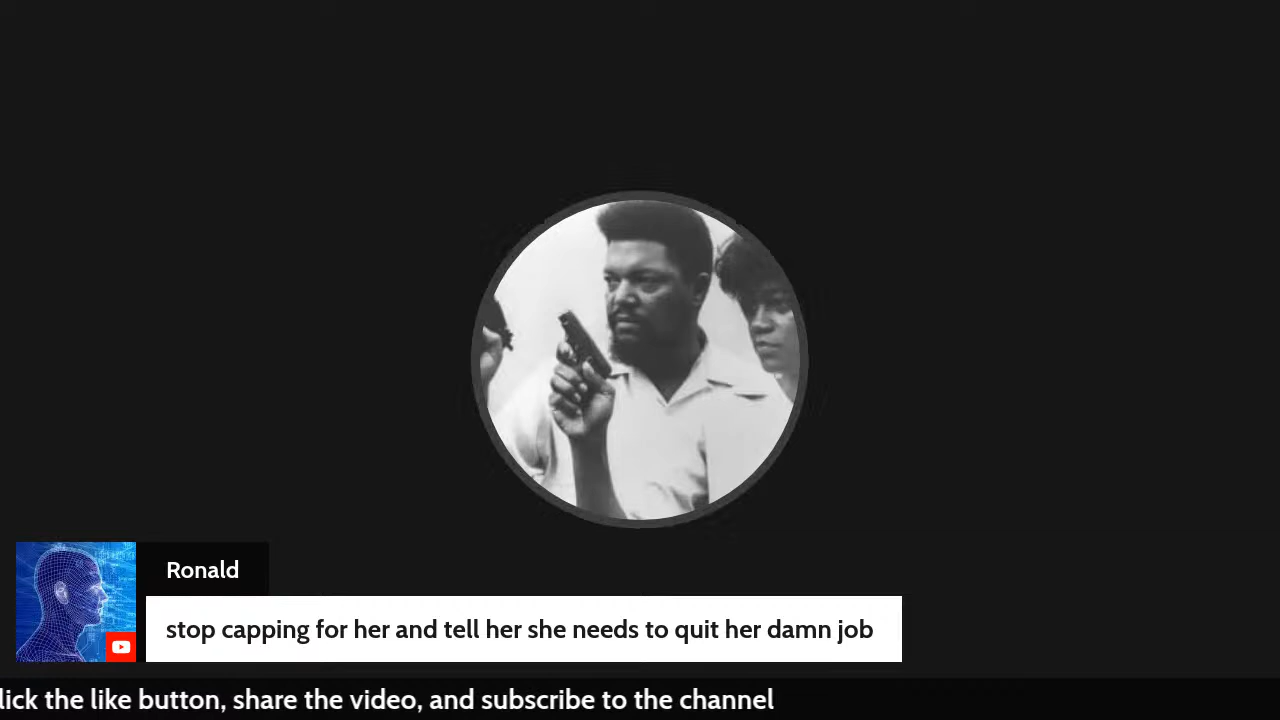 Ronald
stop capping for her and tell her she needs to quit her damn job
lick the like button, share the video, and subscribe to the channel